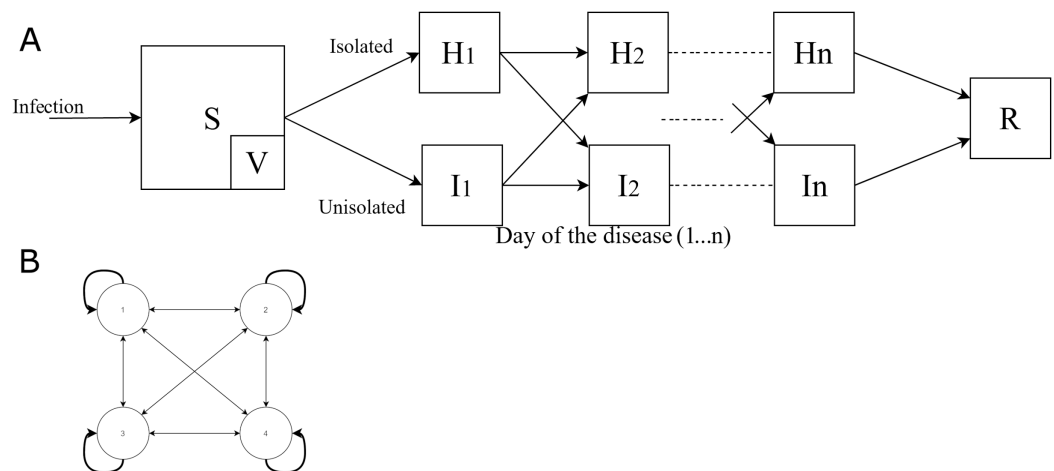 A
Infection
S
V
Isolated
Unisolated
H1
H2
Hn
I1
I2
In
R
Day of the disease (1...n)
B
1
2
3
4